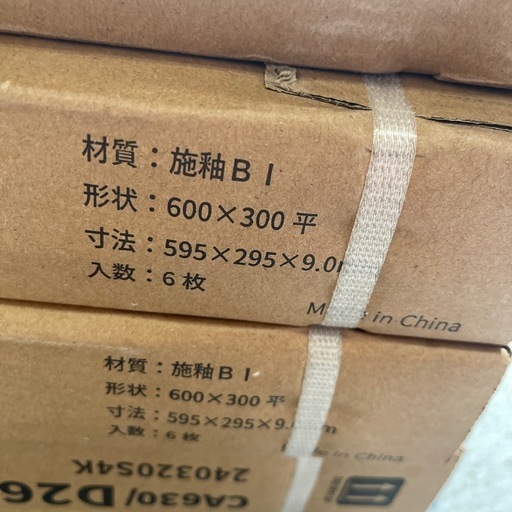 材質：施釉BI
形状：600×300 平
寸法：595×295×9.0
入数：6枚
in China
材質：施釉BI
形状：600×300 平
寸法：595×295×9.
入数：6枚
240320S4K
CA630/D26